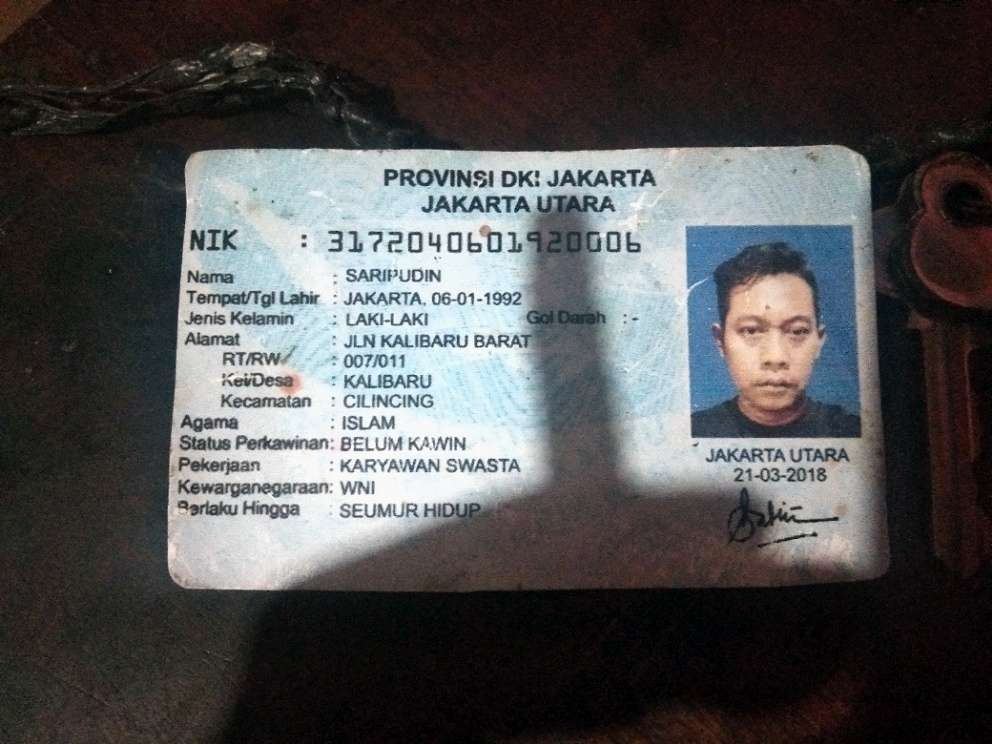 PROVINSI DKI JAKARTA
JAKARTA UTARA
NIK : 3172040601920006
Nama : SARIPUDIN
Tempat/Tgl Lahir : JAKARTA, 06-01-1992
Jenis Kelamin : LAKI-LAKI Gol Darah : -
Alamat : JLN KALIBARU BARAT
RT/RW : 007/011
Kel/Desa : KALIBARU
Kecamatan : CILINCING
Agama : ISLAM
Status Perkawinan: BELUM KAWIN
Pekerjaan : KARYAWAN SWASTA
Kewarganegaraan: WNI
Berlaku Hingga : SEUMUR HIDUP
JAKARTA UTARA
21-03-2018